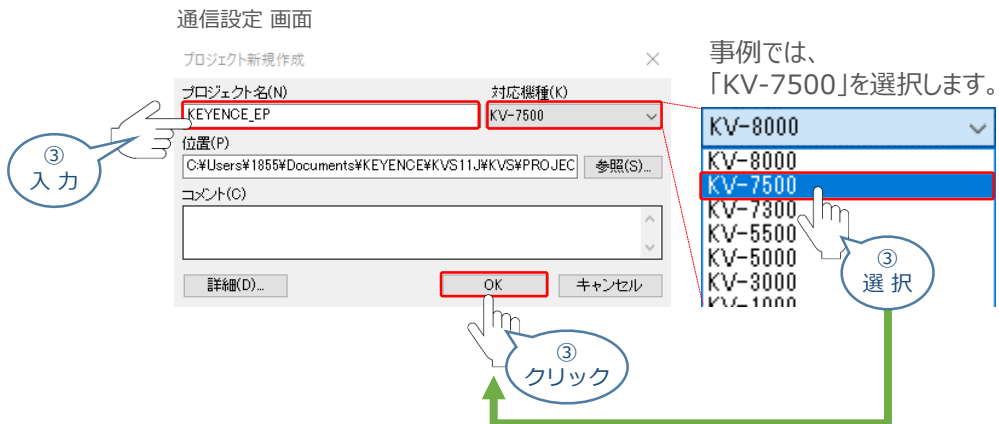 通信設定 画面
プロジェクト新規作成
プロジェクト名(N)
対応機種(K)
KEYENCE_EP
KV-7500
位置(P)
C:¥Users¥1855¥Documents¥KEYENCE¥KVS11J¥KVS¥PROJEC
参照(S)...
コメント(C)
詳細(D)...
OK
キャンセル
③
入 力
③
クリック
事例では、
「KV-7500」を選択します。
KV-8000
KV-8000
KV-7500
KV-7300
KV-5500
KV-5000
KV-3000
KV-1000
③
選 択